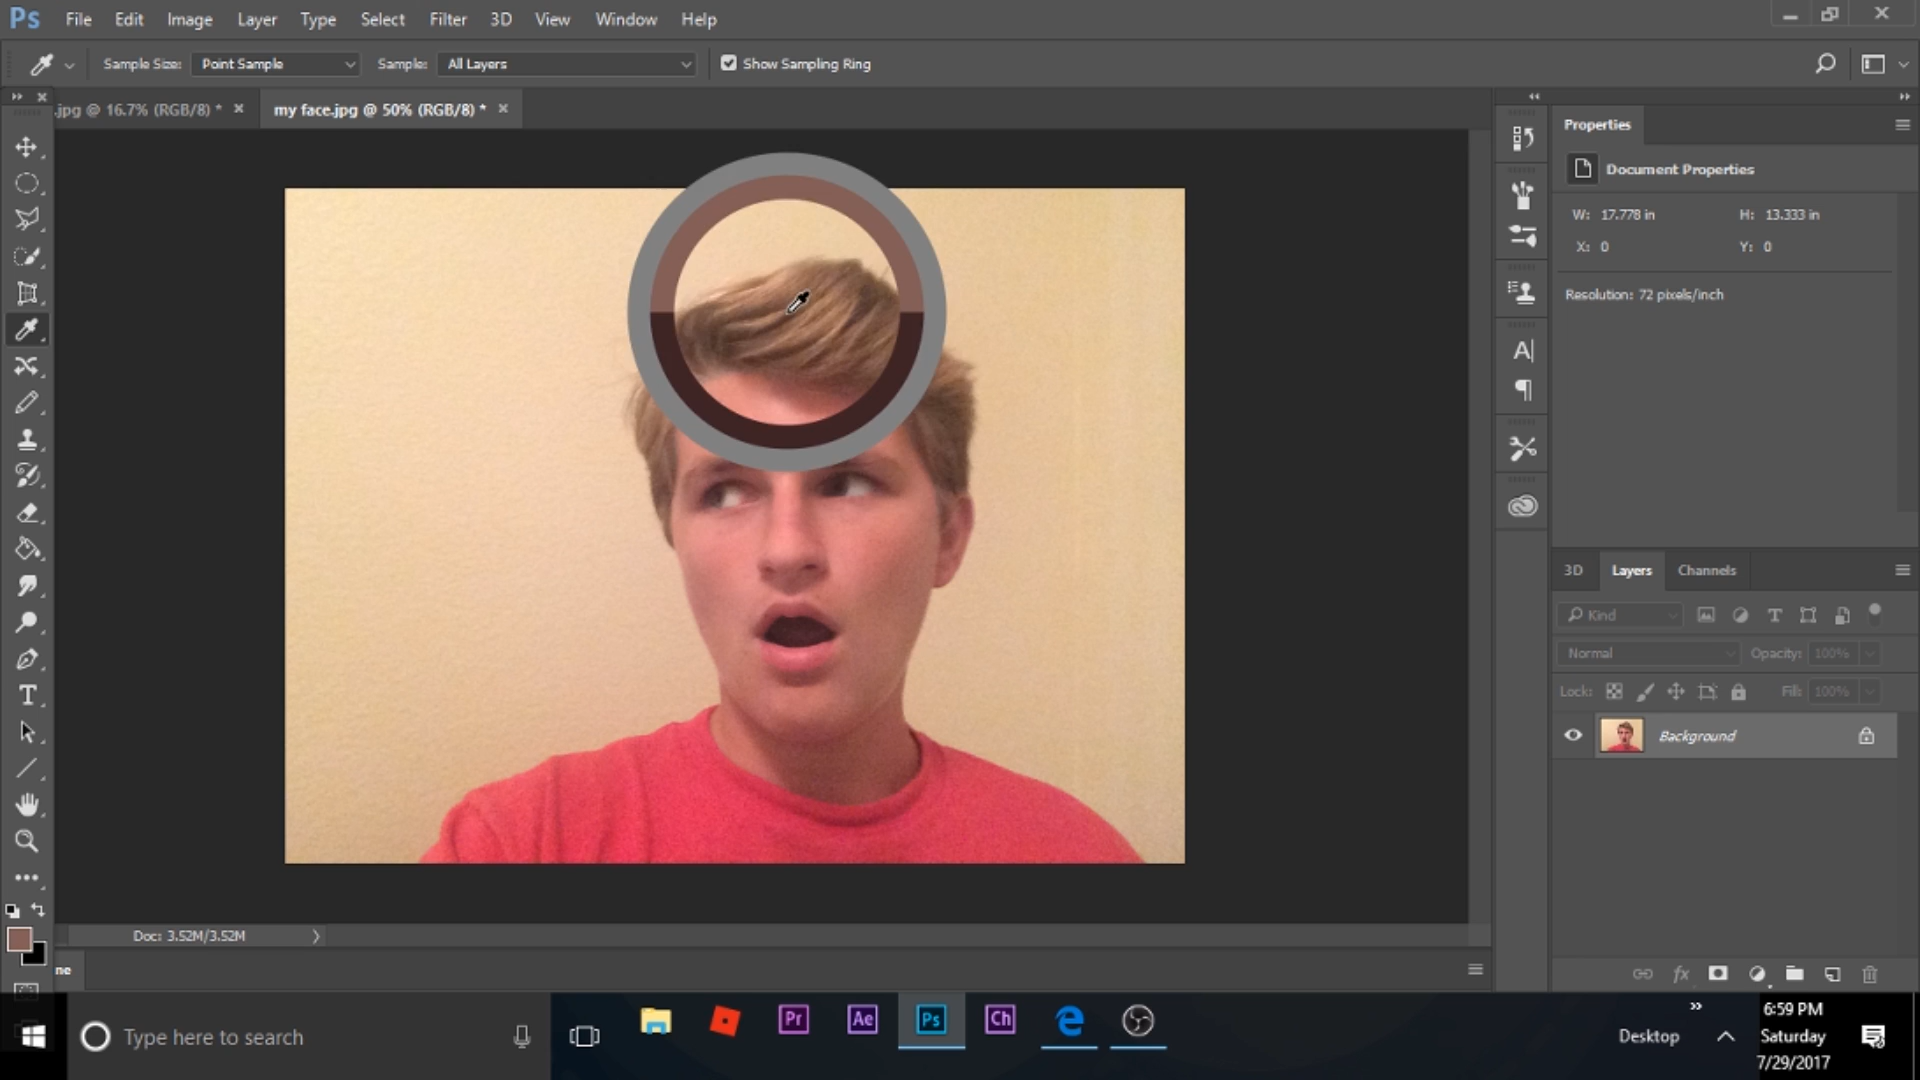 Ps File Edit Image Layer Type Select Filter 3D View Window Help
Sample Size: Point Sample Sample: All Layers Show Sampling Ring
.jpg @ 16.7% (RGB/8) * × my face.jpg @ 50% (RGB/8) * ×
Properties
Document Properties
W: 17.778 in H: 13.333 in
X: 0 Y: 0
Resolution: 72 pixels/inch
3D Layers Channels
Kind
Normal Opacity: 100%
Lock: Fill: 100%
Background
fx
Doc: 3.52M/3.52M
ne
Type here to search
Pr Ae Ps Ch
Desktop
6:59 PM
Saturday
7/29/2017